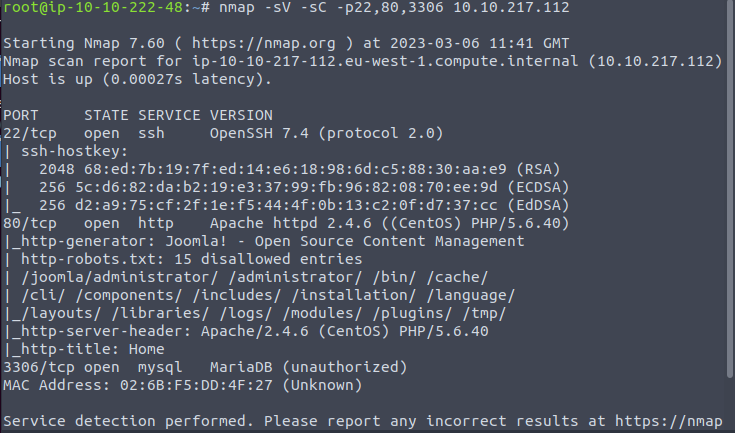 root@ip-10-10-222-48:~# nmap -sV -sC -p22,80,3306 10.10.217.112
Starting Nmap 7.60 ( https://nmap.org ) at 2023-03-06 11:41 GMT
Nmap scan report for ip-10-10-217-112.eu-west-1.compute.internal (10.10.217.112)
Host is up (0.00027s latency).
PORT     STATE SERVICE VERSION
22/tcp   open  ssh     OpenSSH 7.4 (protocol 2.0)
| ssh-hostkey:
|   2048 68:ed:7b:19:7f:ed:14:e6:18:98:6d:c5:88:30:aa:e9 (RSA)
|   256 5c:d6:82:da:b2:19:e3:37:99:fb:96:82:08:70:ee:9d (ECDSA)
|_  256 d2:a9:75:cf:2f:1e:f5:44:4f:0b:13:c2:0f:d7:37:cc (EdDSA)
80/tcp   open  http    Apache httpd 2.4.6 ((CentOS) PHP/5.6.40)
|_http-generator: Joomla! - Open Source Content Management
| http-robots.txt: 15 disallowed entries
| /joomla/administrator/ /administrator/ /bin/ /cache/
| /cli/ /components/ /includes/ /installation/ /language/
|_/layouts/ /libraries/ /logs/ /modules/ /plugins/ /tmp/
|_http-server-header: Apache/2.4.6 (CentOS) PHP/5.6.40
|_http-title: Home
3306/tcp open  mysql   MariaDB (unauthorized)
MAC Address: 02:6B:F5:DD:4F:27 (Unknown)
Service detection performed. Please report any incorrect results at https://nmap